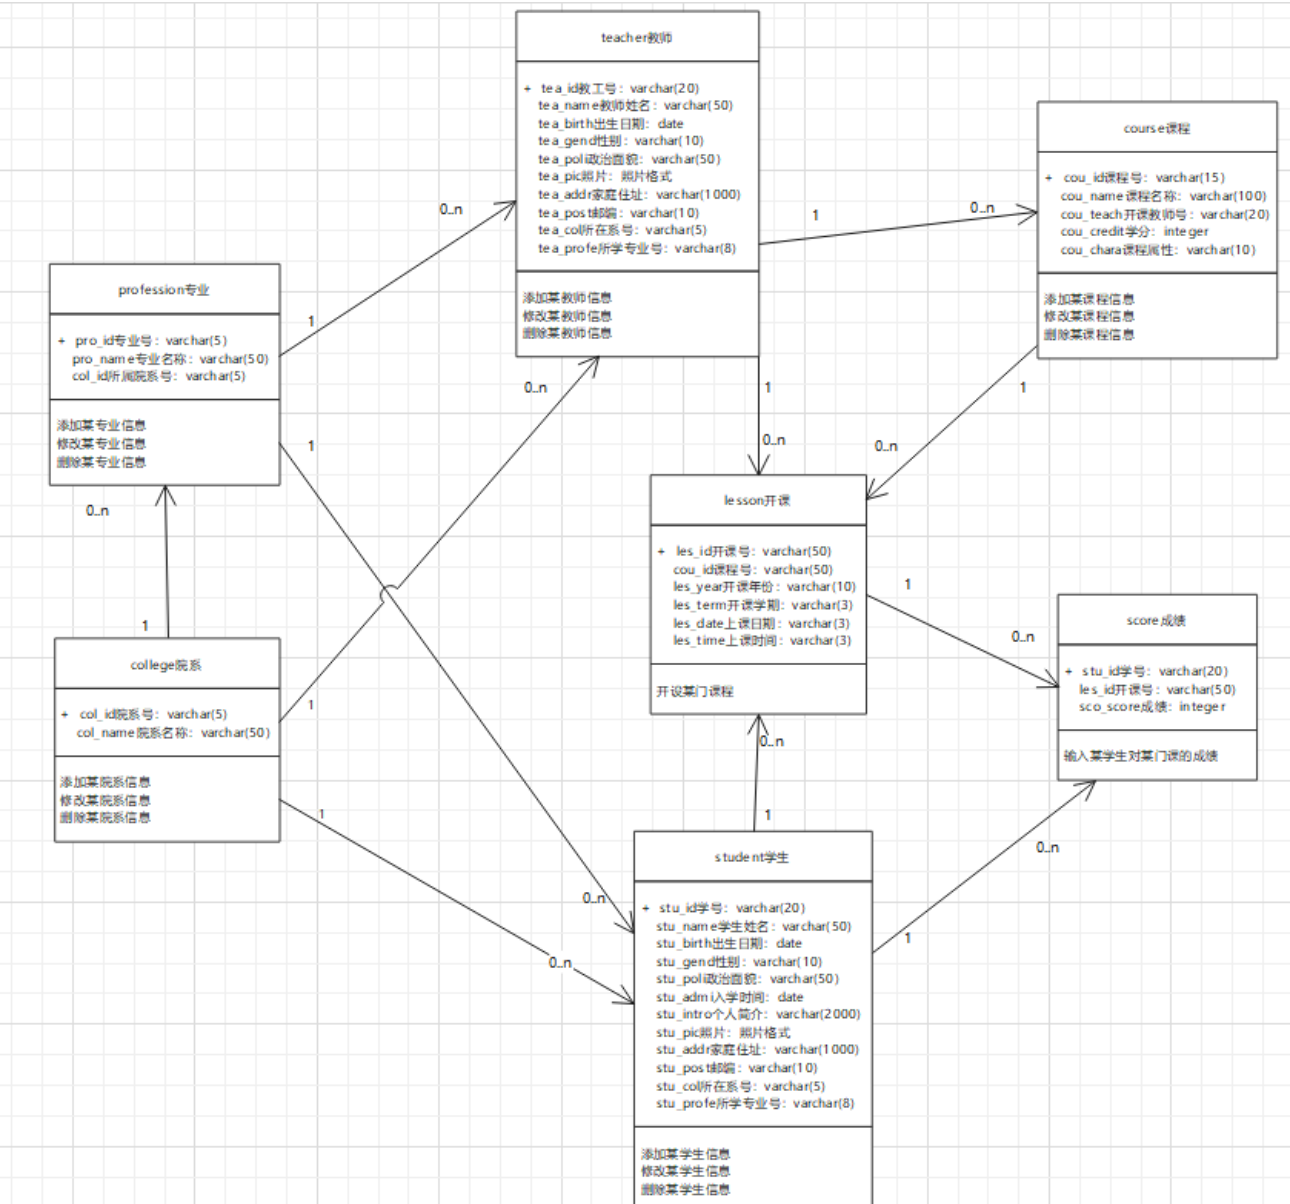 teacher教师
+ tea_id教工号：varchar(20)
tea_name教师姓名：varchar(50)
tea_birth出生日期：date
tea_gend性别：varchar(10)
tea_poli政治面貌：varchar(50)
tea_pic照片：照片格式
tea_addr家庭住址：varchar(1000)
tea_post邮编：varchar(10)
tea_col所在系号：varchar(5)
tea_profe所学专业号：varchar(8)
添加某教师信息
修改某教师信息
删除某教师信息
course课程
+ cou_id课程号：varchar(15)
cou_name课程名称：varchar(100)
cou_teach开课教师号：varchar(20)
cou_credit学分：integer
cou_chara课程属性：varchar(10)
添加某课程信息
修改某课程信息
删除某课程信息
0..n
1
1
0..n
profession专业
+ pro_id专业号：varchar(5)
pro_name专业名称：varchar(50)
col_id所属院系号：varchar(5)
添加某专业信息
修改某专业信息
删除某专业信息
0..n
1
0..n
1
0..n
1
0..n
1
lesson开课
+ les_id开课号：varchar(50)
cou_id课程号：varchar(50)
les_year开课年份：varchar(10)
les_term开课学期：varchar(3)
les_date上课日期：varchar(3)
les_time上课时间：varchar(3)
开设某门课程
1
0..n
score成绩
+ stu_id学号：varchar(20)
les_id开课号：varchar(50)
sco_score成绩：integer
输入某学生对某门课的成绩
1
college院系
+ col_id院系号：varchar(5)
col_name院系名称：varchar(50)
添加某院系信息
修改某院系信息
删除某院系信息
1
1
0..n
1
0..n
0..n
0..n
1
student学生
+ stu_id学号：varchar(20)
stu_name学生姓名：varchar(50)
stu_birth出生日期：date
stu_gend性别：varchar(10)
stu_poli政治面貌：varchar(50)
stu_admi入学时间：date
stu_intro个人简介：varchar(2000)
stu_pic照片：照片格式
stu_addr家庭住址：varchar(1000)
stu_post邮编：varchar(10)
stu_col所在系号：varchar(5)
stu_profe所学专业号：varchar(8)
添加某学生信息
修改某学生信息
删除某学生信息